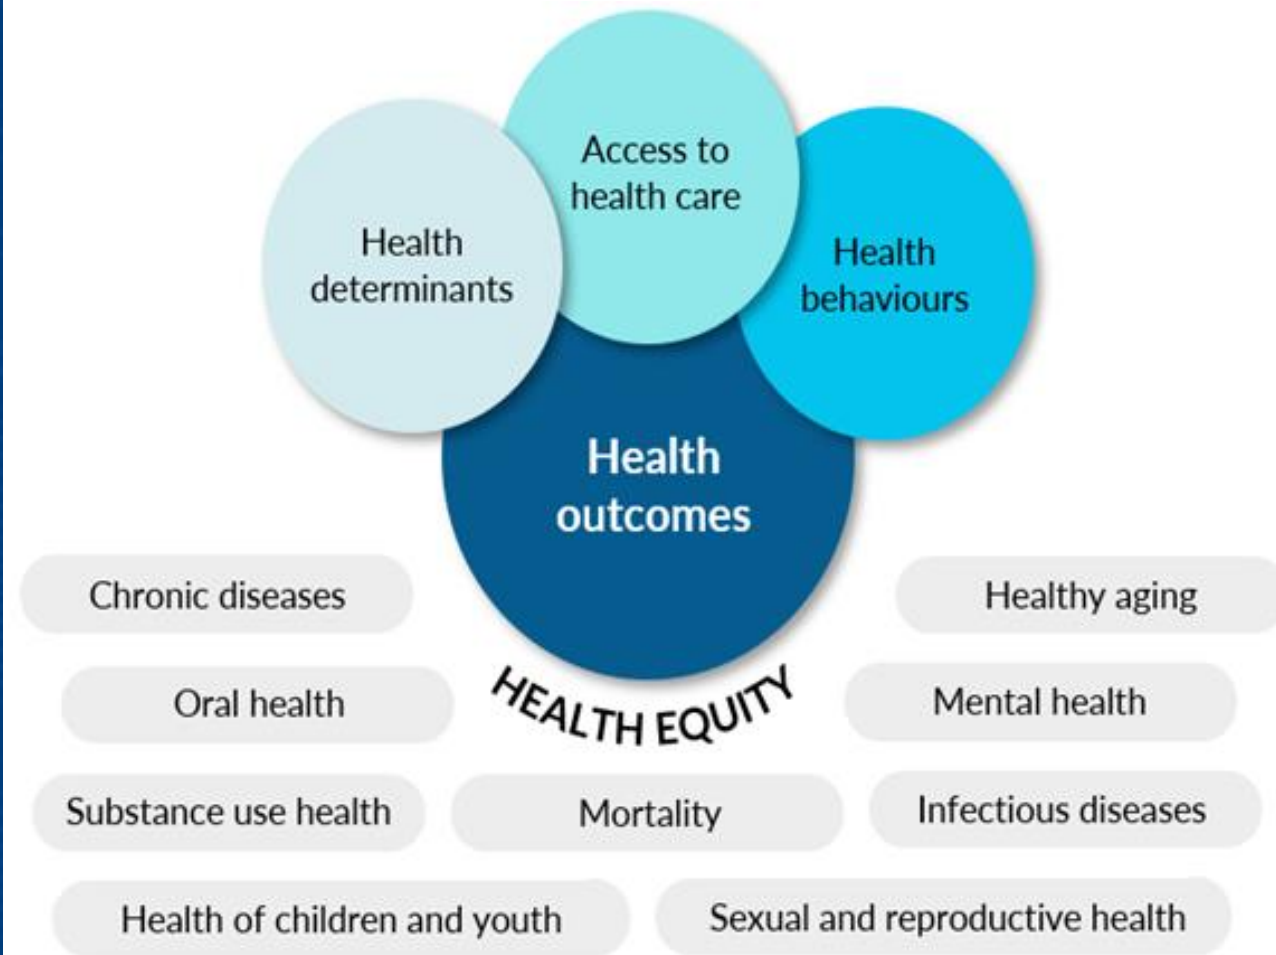 Access to
health care
Health
determinants
Health
behaviours
Health
outcomes
HEALTH EQUITY
Chronic diseases
Healthy aging
Oral health
Mental health
Substance use health
Mortality
Infectious diseases
Health of children and youth
Sexual and reproductive health